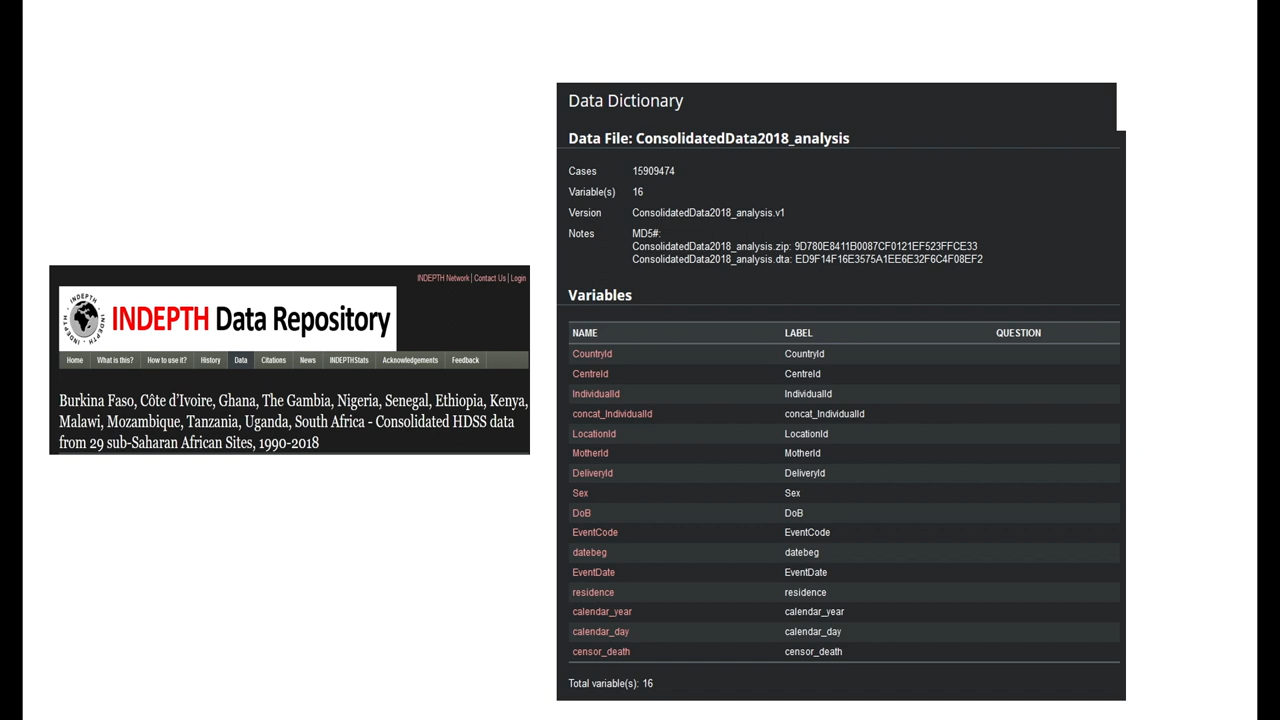 INDEPTH Network | Contact Us | Login
INDEPTH Data Repository
Home What is this? How to use it? History Data Citations News INDEPTHStats Acknowledgements Feedback
Burkina Faso, Côte d'Ivoire, Ghana, The Gambia, Nigeria, Senegal, Ethiopia, Kenya,
Malawi, Mozambique, Tanzania, Uganda, South Africa - Consolidated HDSS data
from 29 sub-Saharan African Sites, 1990-2018
Data Dictionary
Data File: ConsolidatedData2018_analysis
Cases 15909474
Variable(s) 16
Version ConsolidatedData2018_analysis.v1
Notes MD5#:
ConsolidatedData2018_analysis.zip: 9D780E8411B0087CF0121EF523FFCE33
ConsolidatedData2018_analysis.dta: ED9F14F16E3575A1EE6E32F6C4F08EF2
Variables
NAME LABEL QUESTION
CountryId CountryId
CentreId CentreId
IndividualId IndividualId
concat_IndividualId concat_IndividualId
LocationId LocationId
MotherId MotherId
DeliveryId DeliveryId
Sex Sex
DoB DoB
EventCode EventCode
datebeg datebeg
EventDate EventDate
residence residence
calendar_year calendar_year
calendar_day calendar_day
censor_death censor_death
Total variable(s): 16